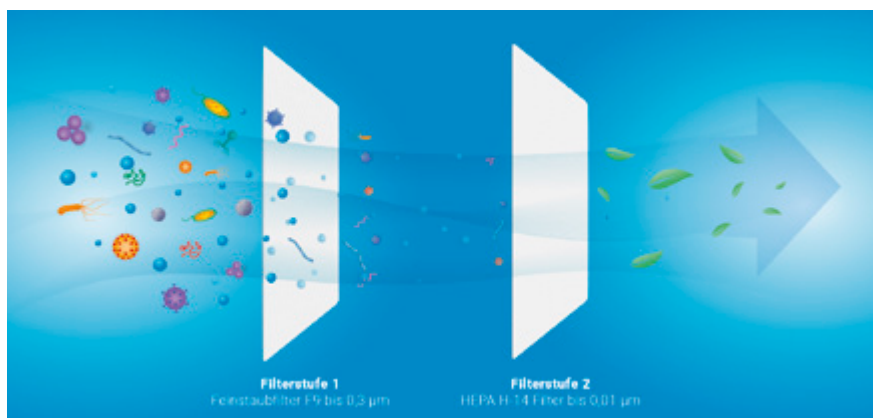 Filterstufe 1
Feinstaubfilter F9 bis 0,3 µm
Filterstufe 2
HEPA H-14 Filter bis 0,01 µm